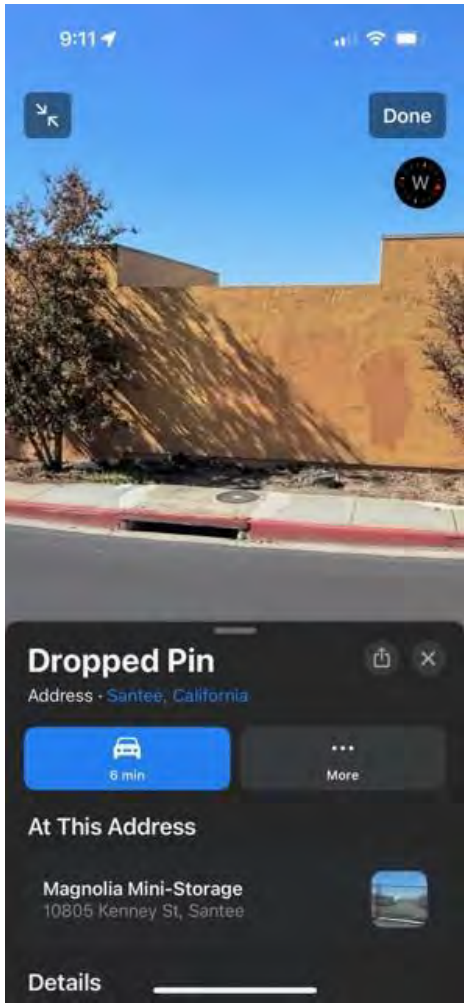 9:11
Done
W
Dropped Pin
Address · Santee, California
6 min
More
At This Address
Magnolia Mini-Storage
10805 Kenney St, Santee
Details